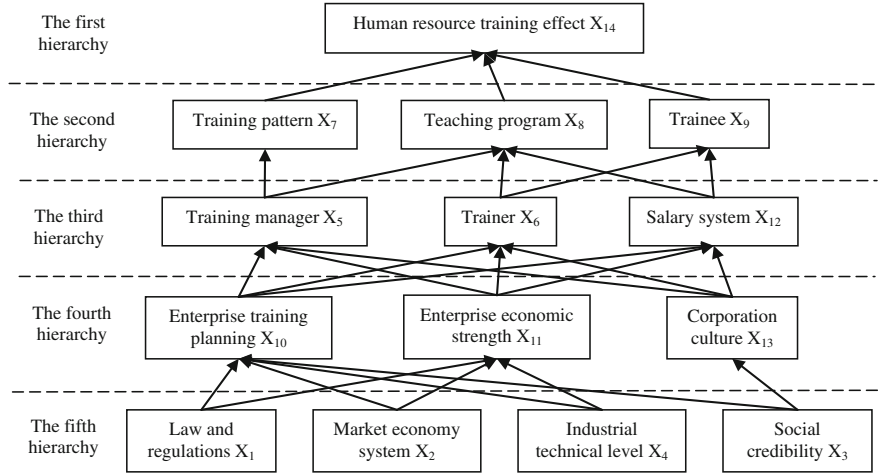 The first
hierarchy
Human resource training effect X14
The second
hierarchy
Training pattern X7
Teaching program X8
Trainee X9
The third
hierarchy
Training manager X5
Trainer X6
Salary system X12
The fourth
hierarchy
Enterprise training
planning X10
Enterprise economic
strength X11
Corporation
culture X13
The fifth
hierarchy
Law and
regulations X1
Market economy
system X2
Industrial
technical level X4
Social
credibility X3